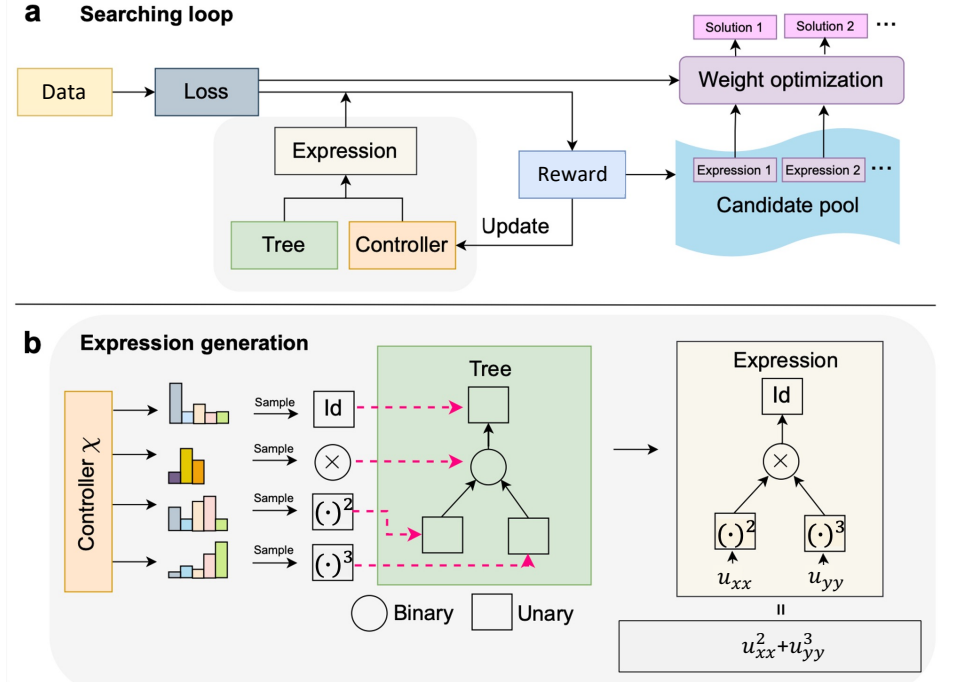 a Searching loop
Solution 1 Solution 2 ...
Data Loss Weight optimization
Expression
Reward
Expression 1 Expression 2 ...
Candidate pool
Tree Controller
Update
b Expression generation
Controller χ
Sample Id
Sample ×
Sample (·)²
Sample (·)³
Tree
Binary Unary
Expression
Id
×
(·)² (·)³
u_xx u_yy
=
u²_xx+u³_yy